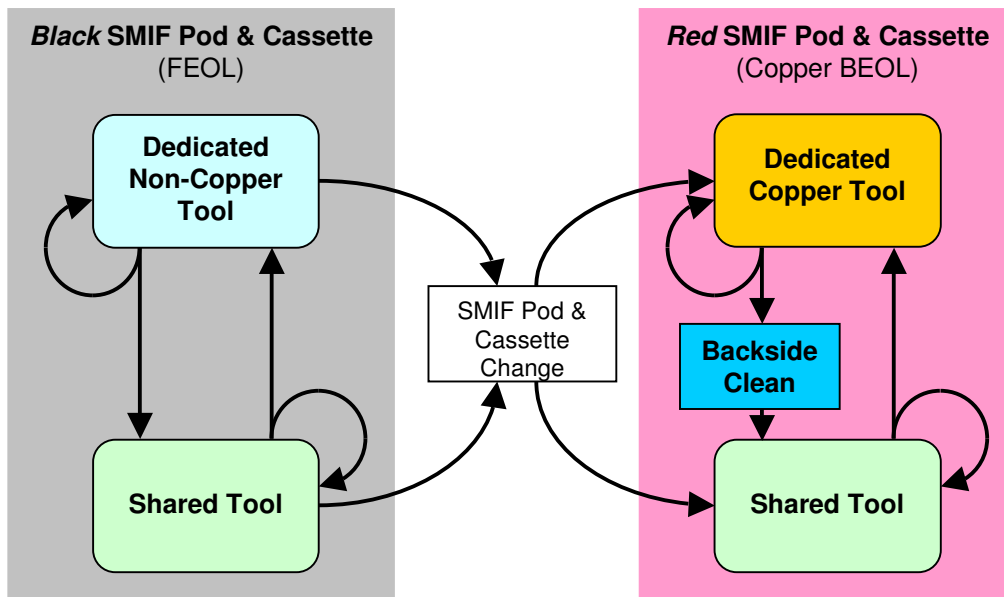 Black SMIF Pod & Cassette
(FEOL)
Dedicated
Non-Copper
Tool
Shared Tool
SMIF Pod &
Cassette
Change
Red SMIF Pod & Cassette
(Copper BEOL)
Dedicated
Copper Tool
Backside
Clean
Shared Tool